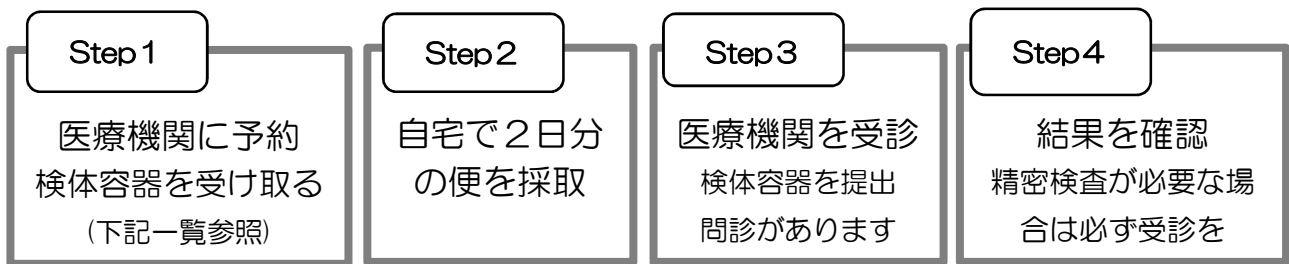 Step1
医療機関に予約
検体容器を受け取る
(下記一覧参照)
Step2
自宅で２日分
の便を採取
Step3
医療機関を受診
検体容器を提出
問診があります
Step4
結果を確認
精密検査が必要な場
合は必ず受診を